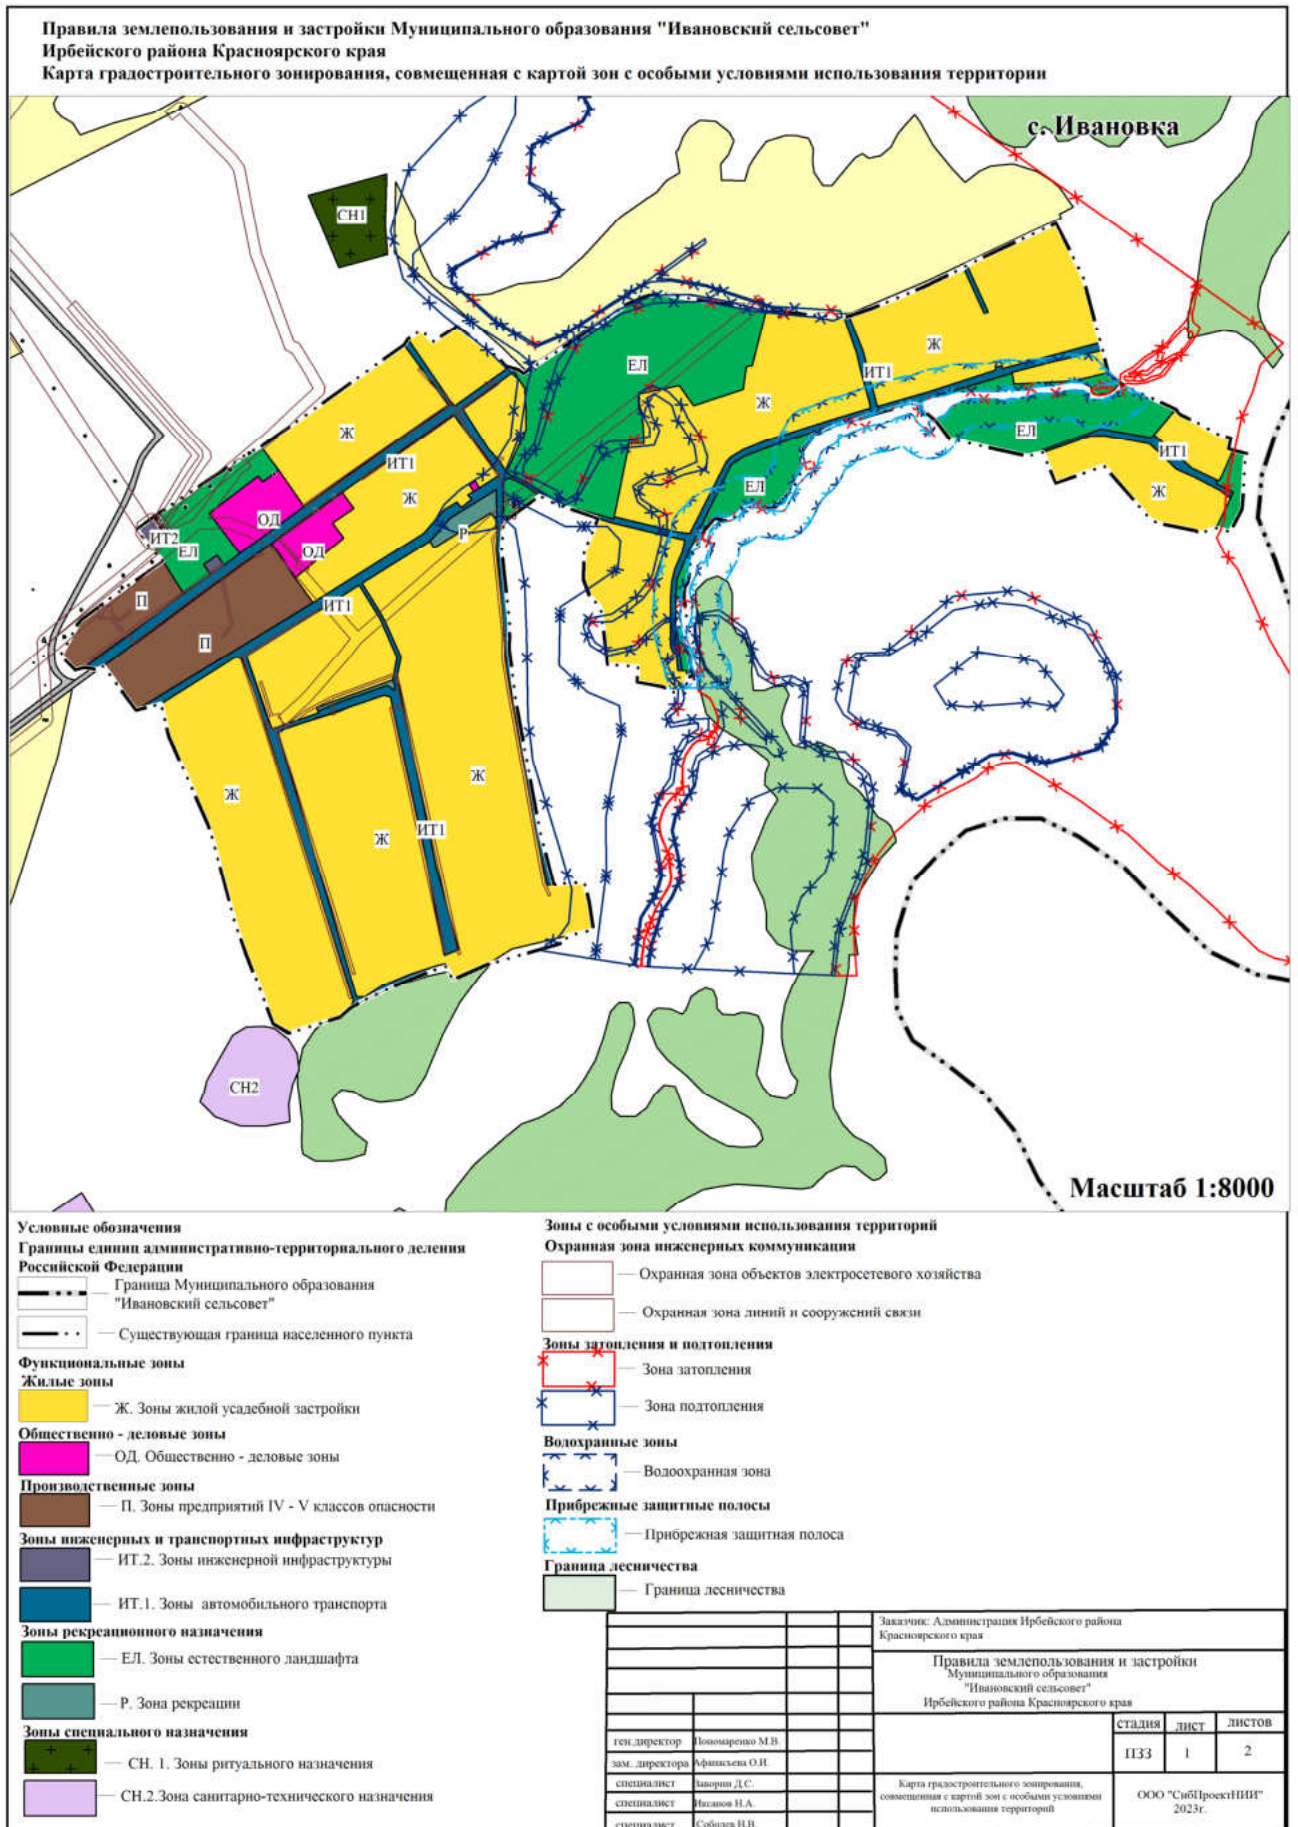 Правила землепользования и застройки Муниципального образования "Ивановский сельсовет"
Ирбейского района Красноярского края
Карта градостроительного зонирования, совмещенная с картой зон с особыми условиями использования территории
с. Ивановка
СН1
ЕЛ
Ж
ИТ1
Ж
Ж
ИТ1
ЕЛ
ИТ1
Ж
ЕЛ
Ж
ИТ1
Ж
ОД
Р
ИТ2
ЕЛ
ОД
П
ИТ1
П
Ж
Ж
Ж
ИТ1
СН2
Масштаб 1:8000
Условные обозначения
Границы единиц административно-территориального деления
Российской Федерации
Граница Муниципального образования
"Ивановский сельсовет"
Существующая граница населенного пункта
Функциональные зоны
Жилые зоны
Ж. Зоны жилой усадебной застройки
Общественно - деловые зоны
ОД. Общественно - деловые зоны
Производственные зоны
П. Зоны предприятий IV - V классов опасности
Зоны инженерных и транспортных инфраструктур
ИТ.2. Зоны инженерной инфраструктуры
ИТ.1. Зоны автомобильного транспорта
Зоны рекреационного назначения
ЕЛ. Зоны естественного ландшафта
Р. Зона рекреации
Зоны специального назначения
СН. 1. Зоны ритуального назначения
СН.2.Зона санитарно-технического назначения
Зоны с особыми условиями использования территорий
Охранная зона инженерных коммуникация
Охранная зона объектов электросетевого хозяйства
Охранная зона линий и сооружений связи
Зоны затопления и подтопления
Зона затопления
Зона подтопления
Водохранные зоны
Водоохранная зона
Прибрежные защитные полосы
Прибрежная защитная полоса
Граница лесничества
Граница лесничества
Заказчик: Администрация Ирбейского района
Красноярского края
Правила землепользования и застройки
Муниципального образования
"Ивановский сельсовет"
Ирбейского района Красноярского края
стадия лист листов
ПЗЗ 1 2
ген.директор Пономаренко М.В.
зам. директора Афанасьева О.И.
специалист Д.С.
специалист Н.А.
специалист Соболев Н.В.
Карта градостроительного зонирования,
совмещенная с картой зон с особыми условиями
использования территорий
ООО "СибПроектНИИ"
2023г.